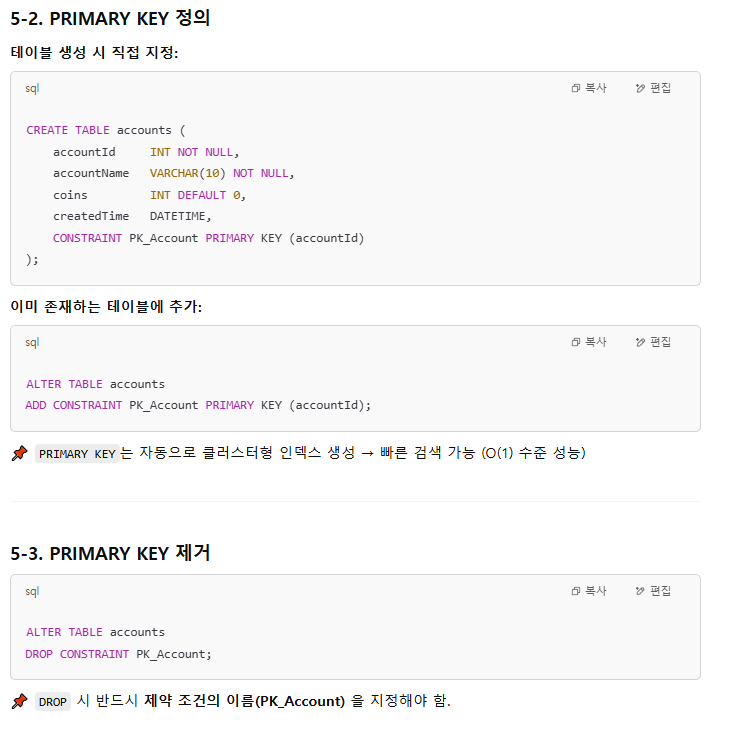 5-2. PRIMARY KEY 정의
테이블 생성 시 직접 지정:
sql
복사
편집
CREATE TABLE accounts (
    accountId     INT NOT NULL,
    accountName   VARCHAR(10) NOT NULL,
    coins         INT DEFAULT 0,
    createdTime   DATETIME,
    CONSTRAINT PK_Account PRIMARY KEY (accountId)
);
이미 존재하는 테이블에 추가:
sql
복사
편집
ALTER TABLE accounts
ADD CONSTRAINT PK_Account PRIMARY KEY (accountId);
📌 PRIMARY KEY는 자동으로 클러스터형 인덱스 생성 → 빠른 검색 가능 (O(1) 수준 성능)
5-3. PRIMARY KEY 제거
sql
복사
편집
ALTER TABLE accounts
DROP CONSTRAINT PK_Account;
📌 DROP 시 반드시 제약 조건의 이름(PK_Account) 을 지정해야 함.